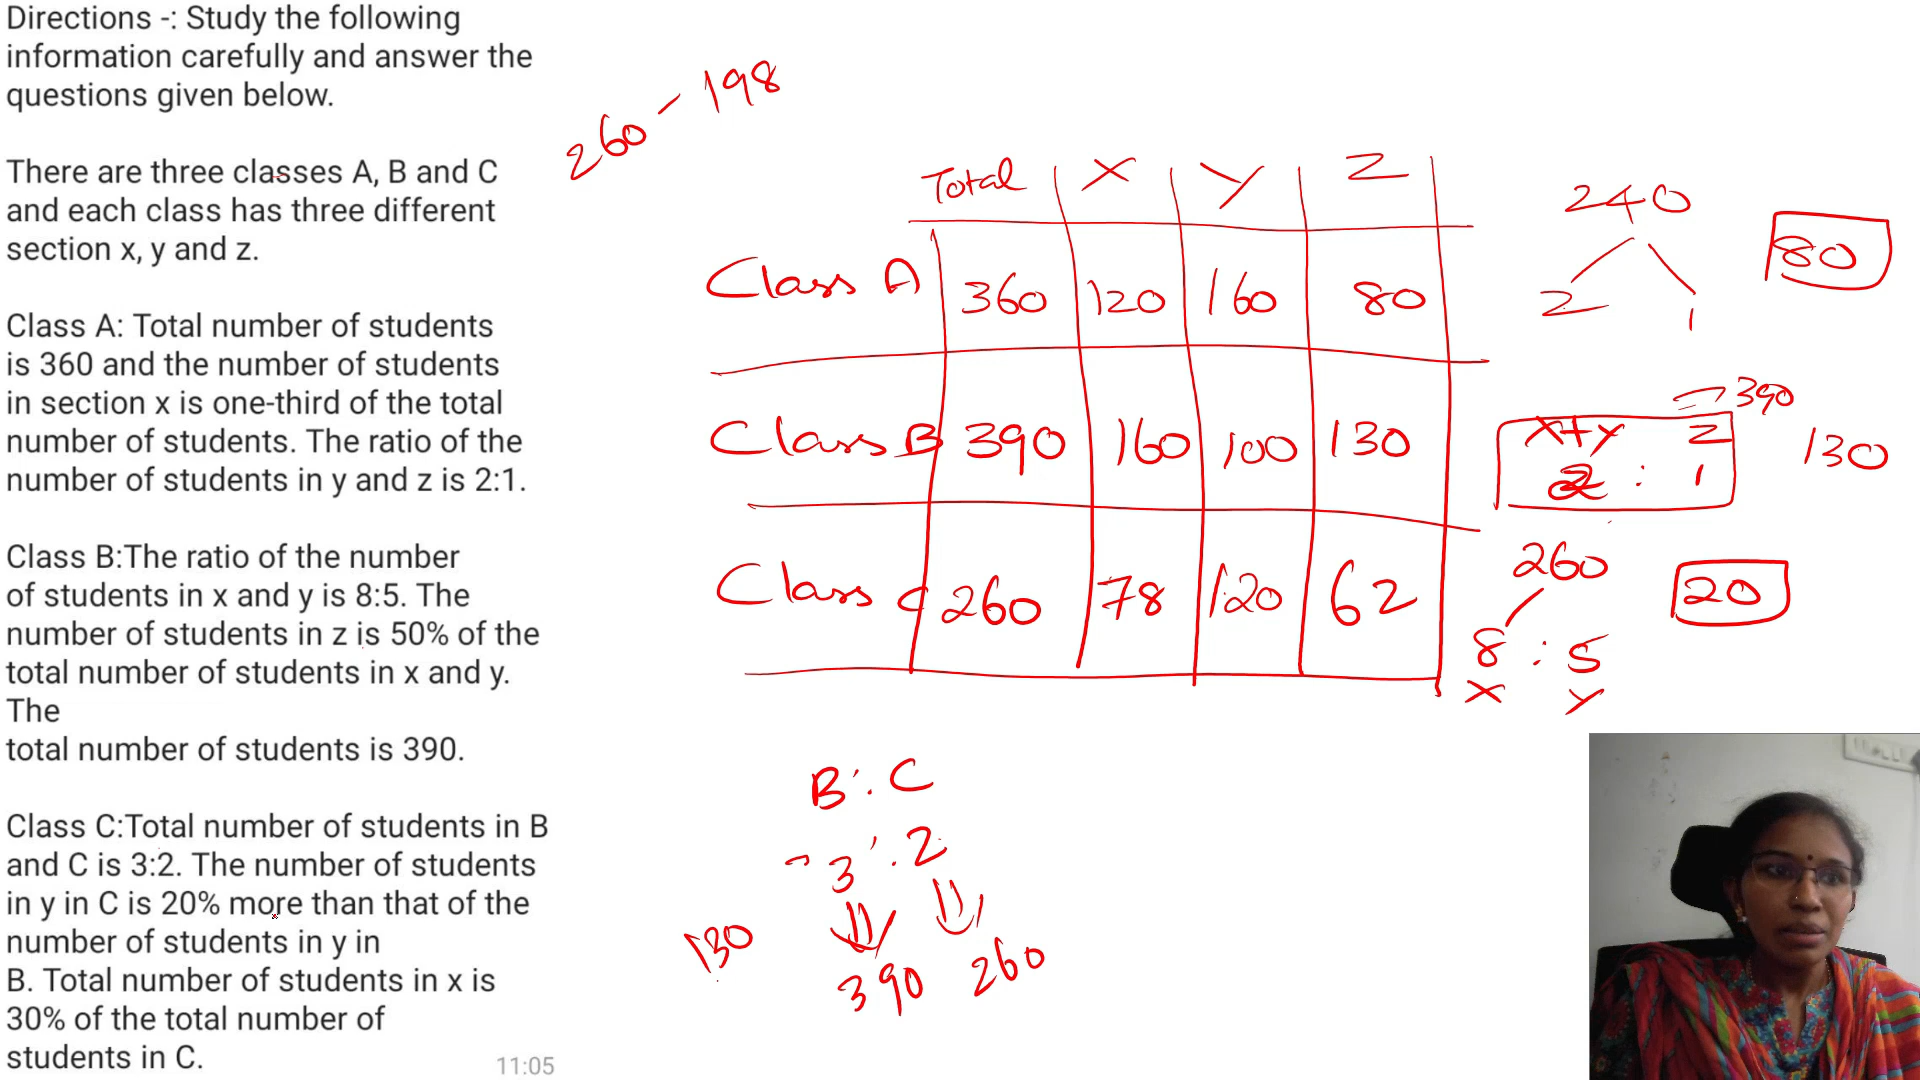 Directions -: Study the following
information carefully and answer the
questions given below.
There are three classes A, B and C
and each class has three different
section x, y and z.
Class A: Total number of students
is 360 and the number of students
in section x is one-third of the total
number of students. The ratio of the
number of students in y and z is 2:1.
Class B:The ratio of the number
of students in x and y is 8:5. The
number of students in z is 50% of the
total number of students in x and y.
The
total number of students is 390.
Class C:Total number of students in B
and C is 3:2. The number of students
in y in C is 20% more than that of the
number of students in y in
B. Total number of students in x is
30% of the total number of
students in C.
11:05
260 - 198
Total X Y Z
Class A 360 120 160 80
Class B 390 160 100 130
Class C 260 78 120 62
240
2 1
80
390
X+Y Z
2 : 1
130
260
8 : 5
X Y
20
B : C
3 : 2
130
390 260